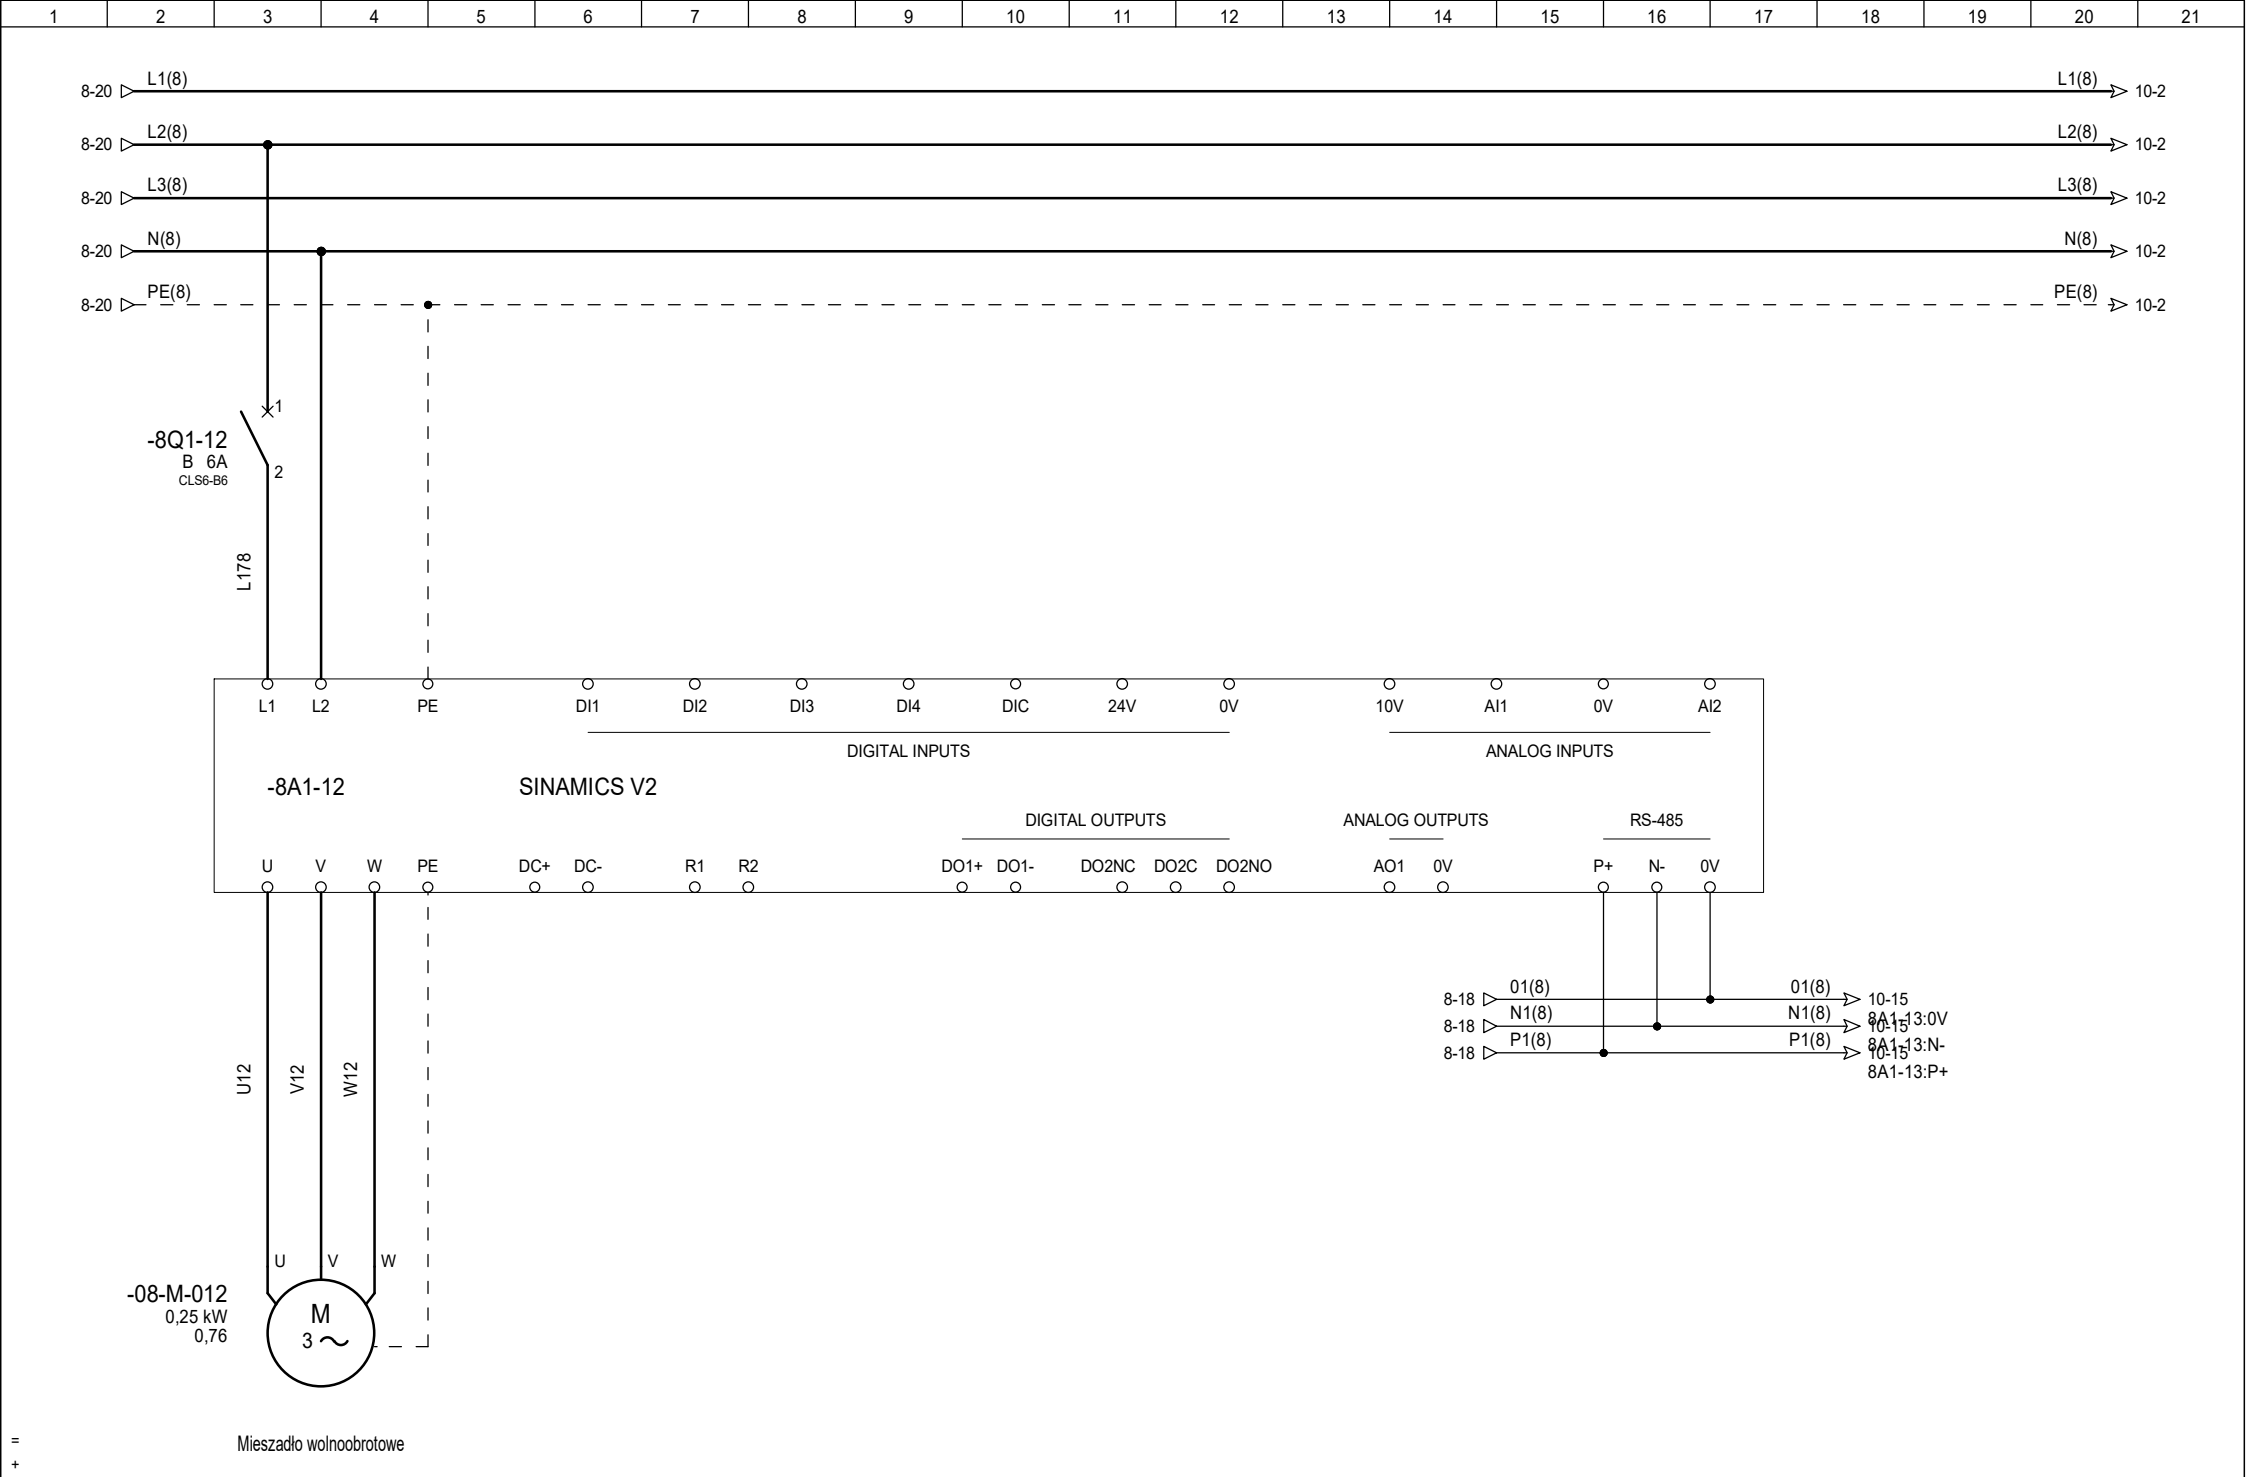 1 2 3 4 5 6 7 8 9 10 11 12 13 14 15 16 17 18 19 20 21
8-20 L1(8) L1(8) 10-2
8-20 L2(8) L2(8) 10-2
8-20 L3(8) L3(8) 10-2
8-20 N(8) N(8) 10-2
8-20 PE(8) PE(8) 10-2
1
-8Q1-12
B 6A
2
CLS6-B6
L178
L1 L2 PE DI1 DI2 DI3 DI4 DIC 24V 0V 10V AI1 0V AI2
DIGITAL INPUTS ANALOG INPUTS
-8A1-12 SINAMICS V2
DIGITAL OUTPUTS ANALOG OUTPUTS RS-485
U V W PE DC+ DC- R1 R2 DO1+ DO1- DO2NC DO2C DO2NO AO1 0V P+ N- 0V
8-18 01(8) 01(8) 10-15
8A1-13:0V
8-18 N1(8) N1(8) 10-15
8A1-13:N-
8-18 P1(8) P1(8) 10-15
8A1-13:P+
U12 V12 W12
U V W
-08-M-012
0,25 kW
0,76
M
3
Mieszadło wolnoobrotowe
=
+